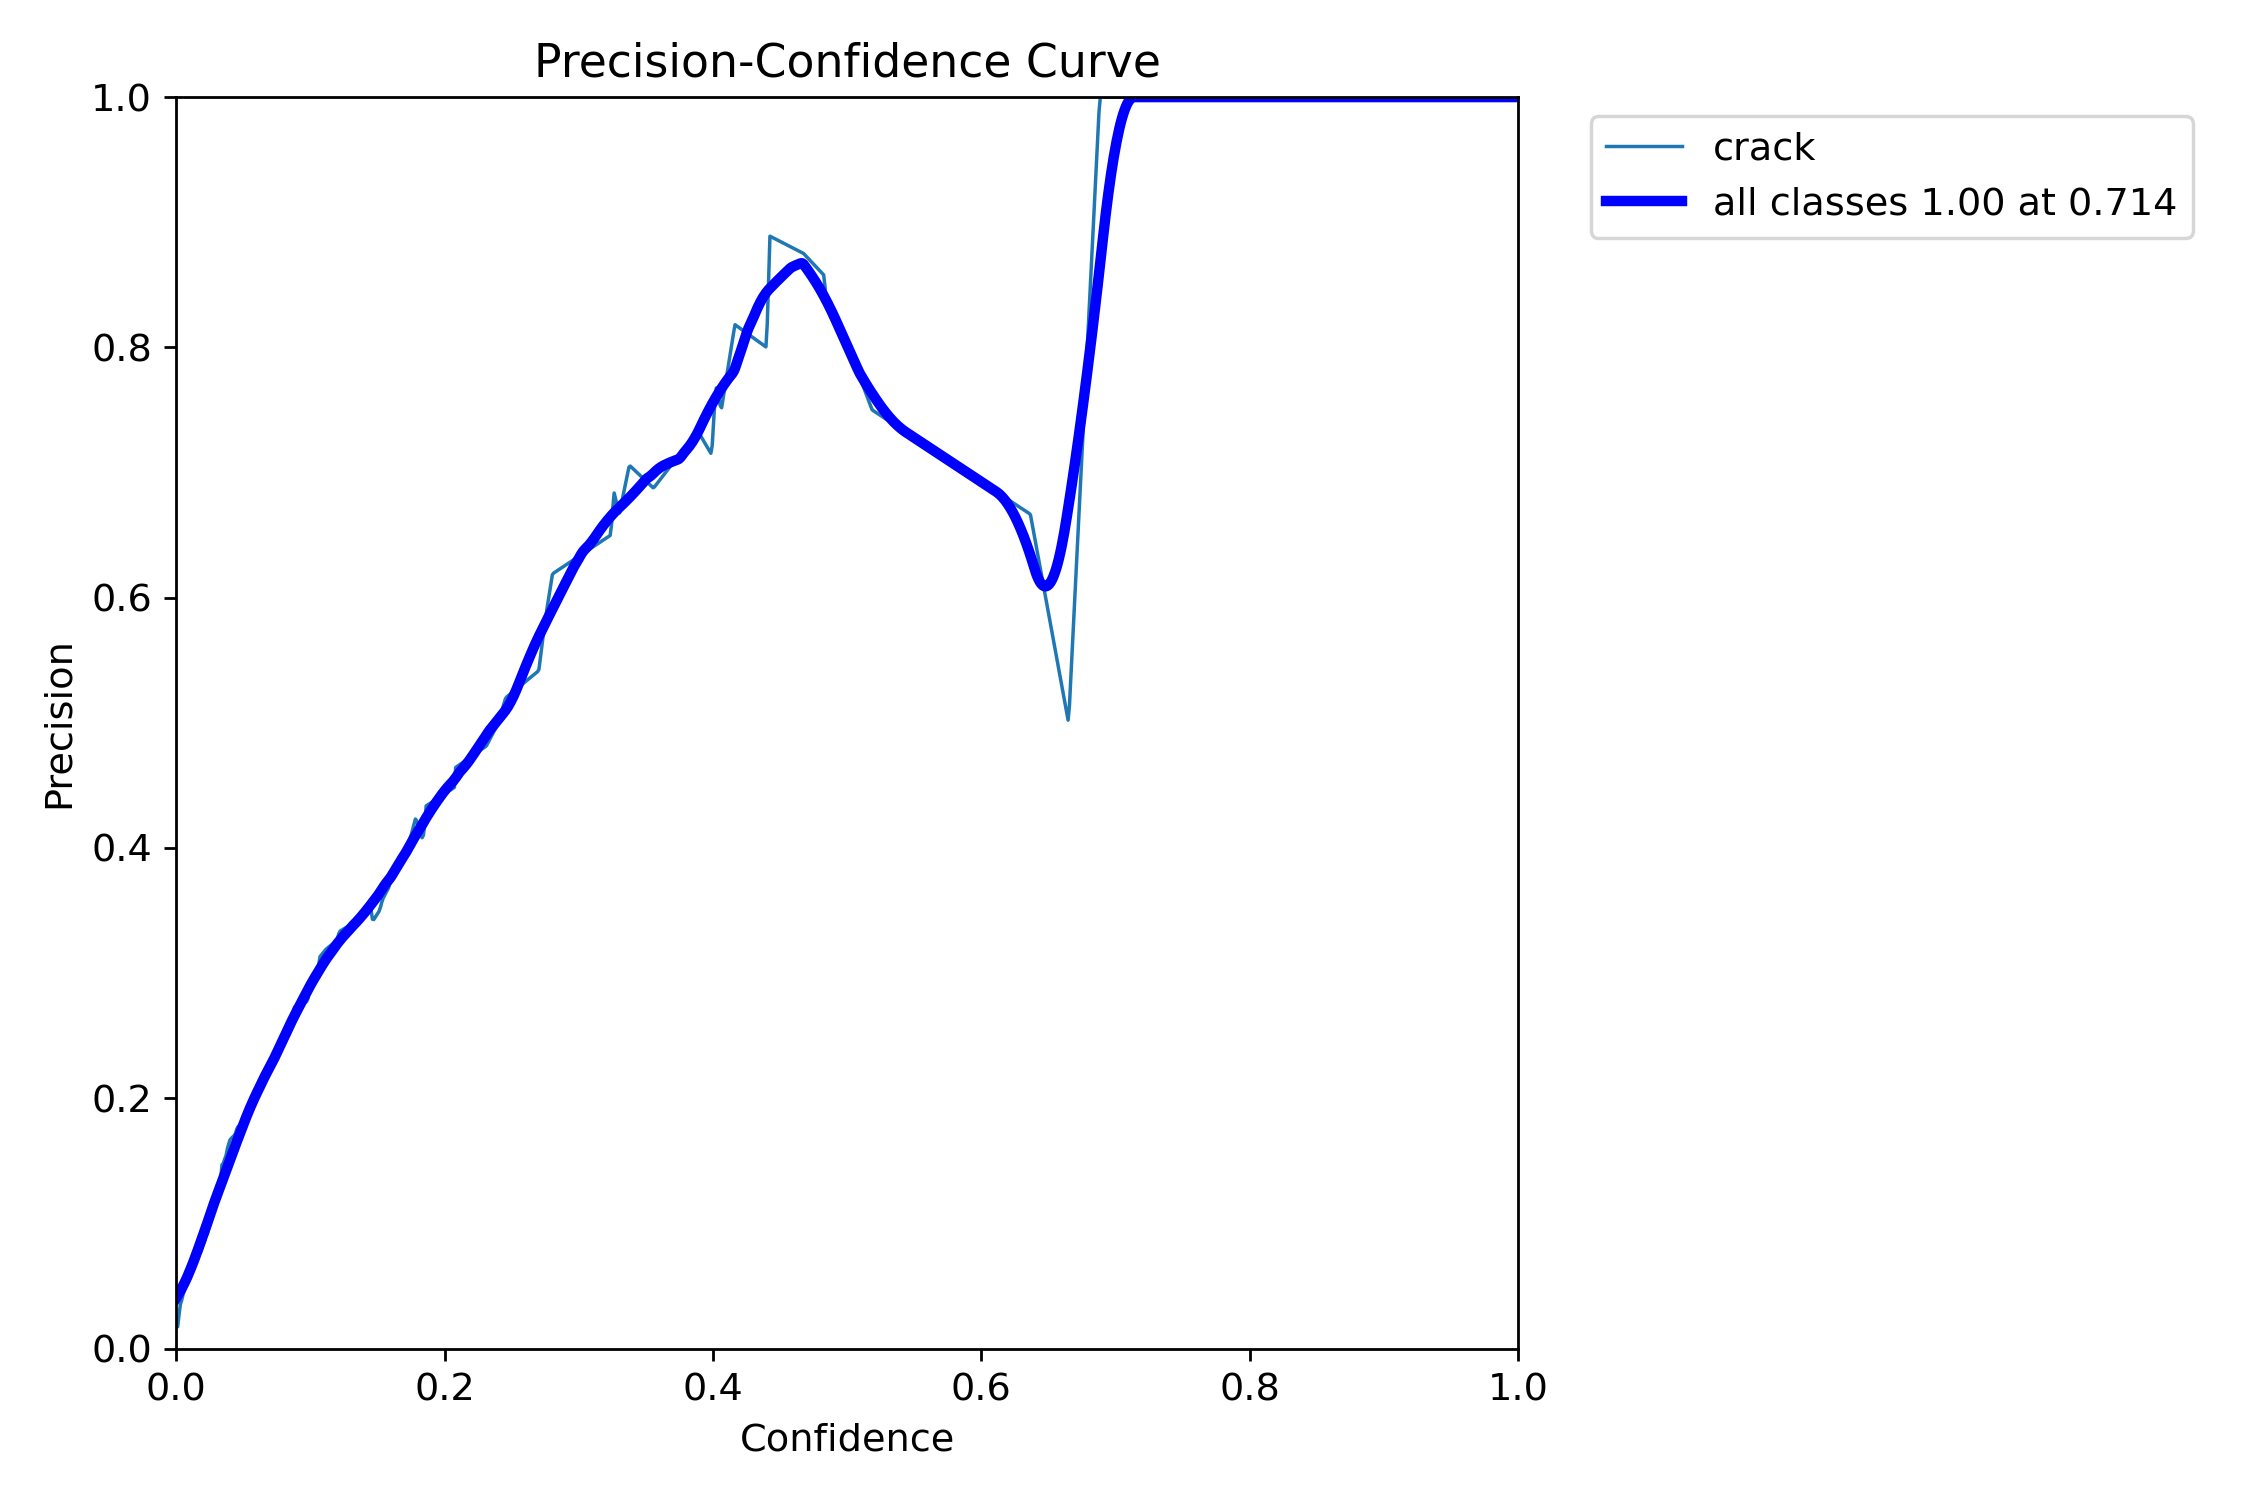 Precision-Confidence Curve
1.0
0.8
0.6
0.4
0.2
0.0
Precision
0.0 0.2 0.4 0.6 0.8 1.0
Confidence
crack
all classes 1.00 at 0.714